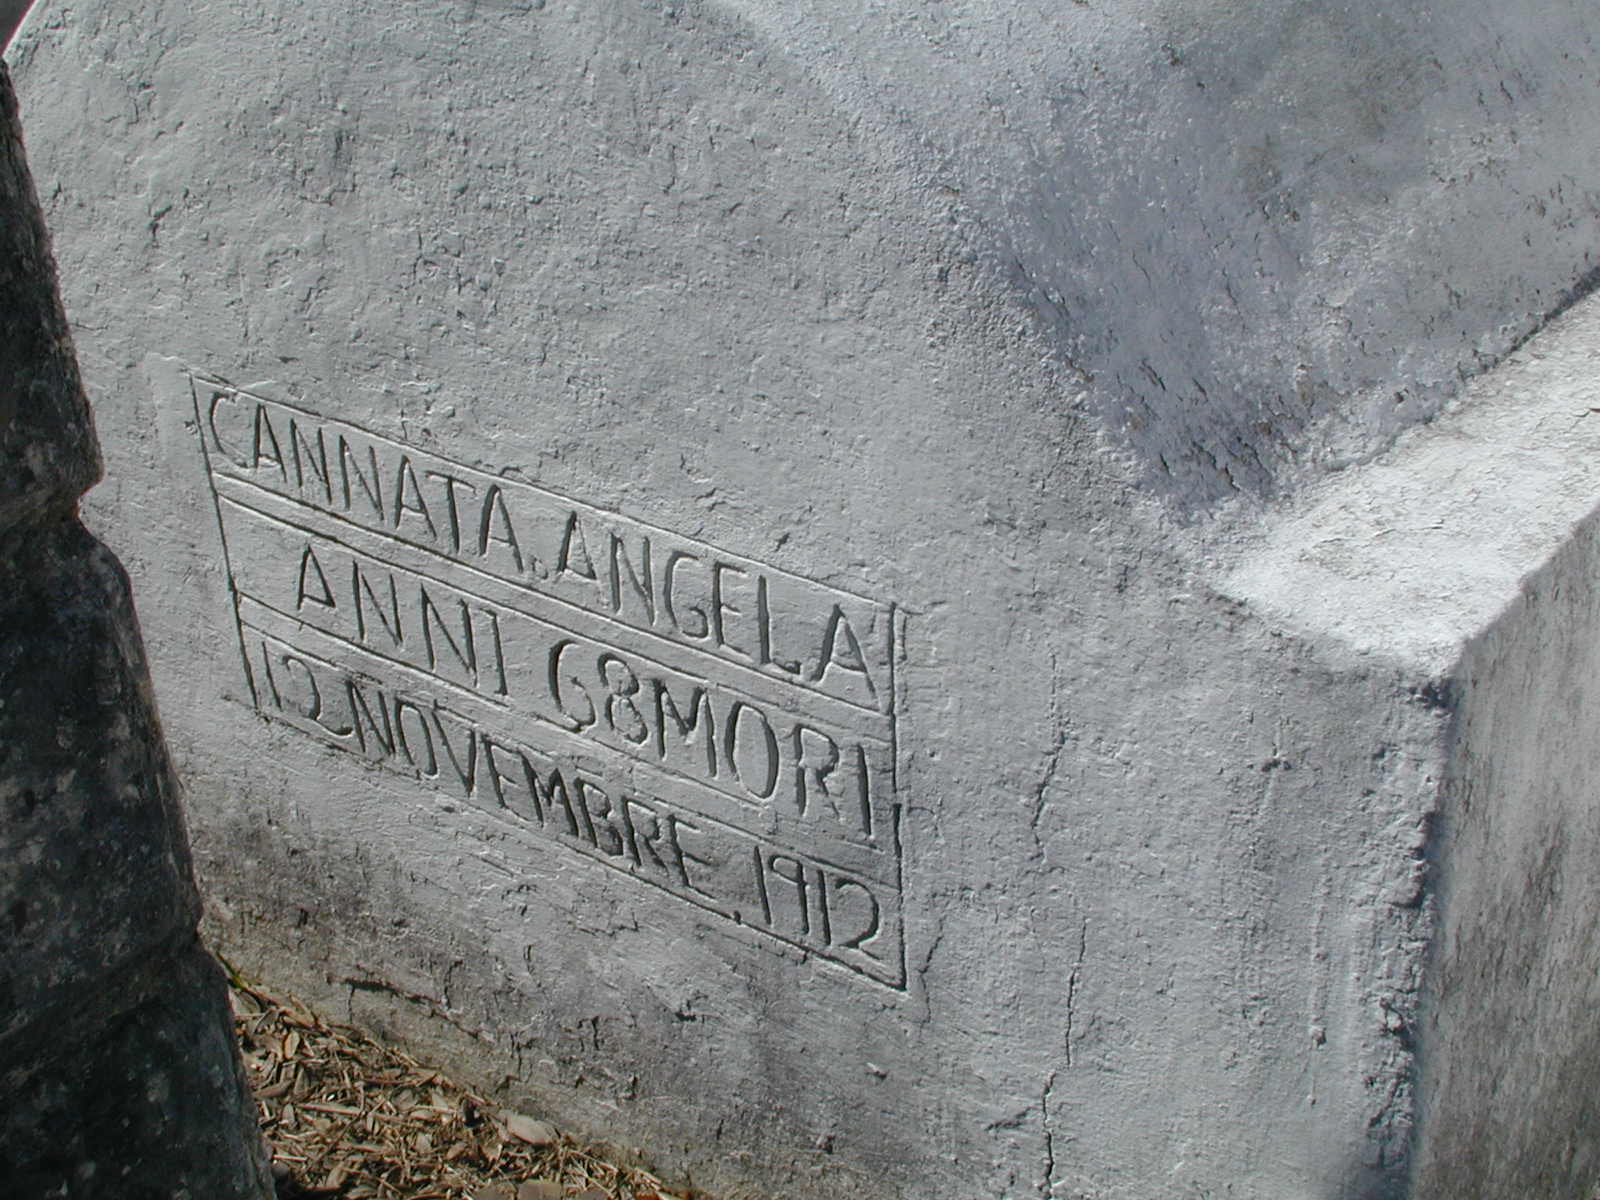 CANNATA ANGELA
ANNI 68 MORI
12 NOVEMBRE 1912